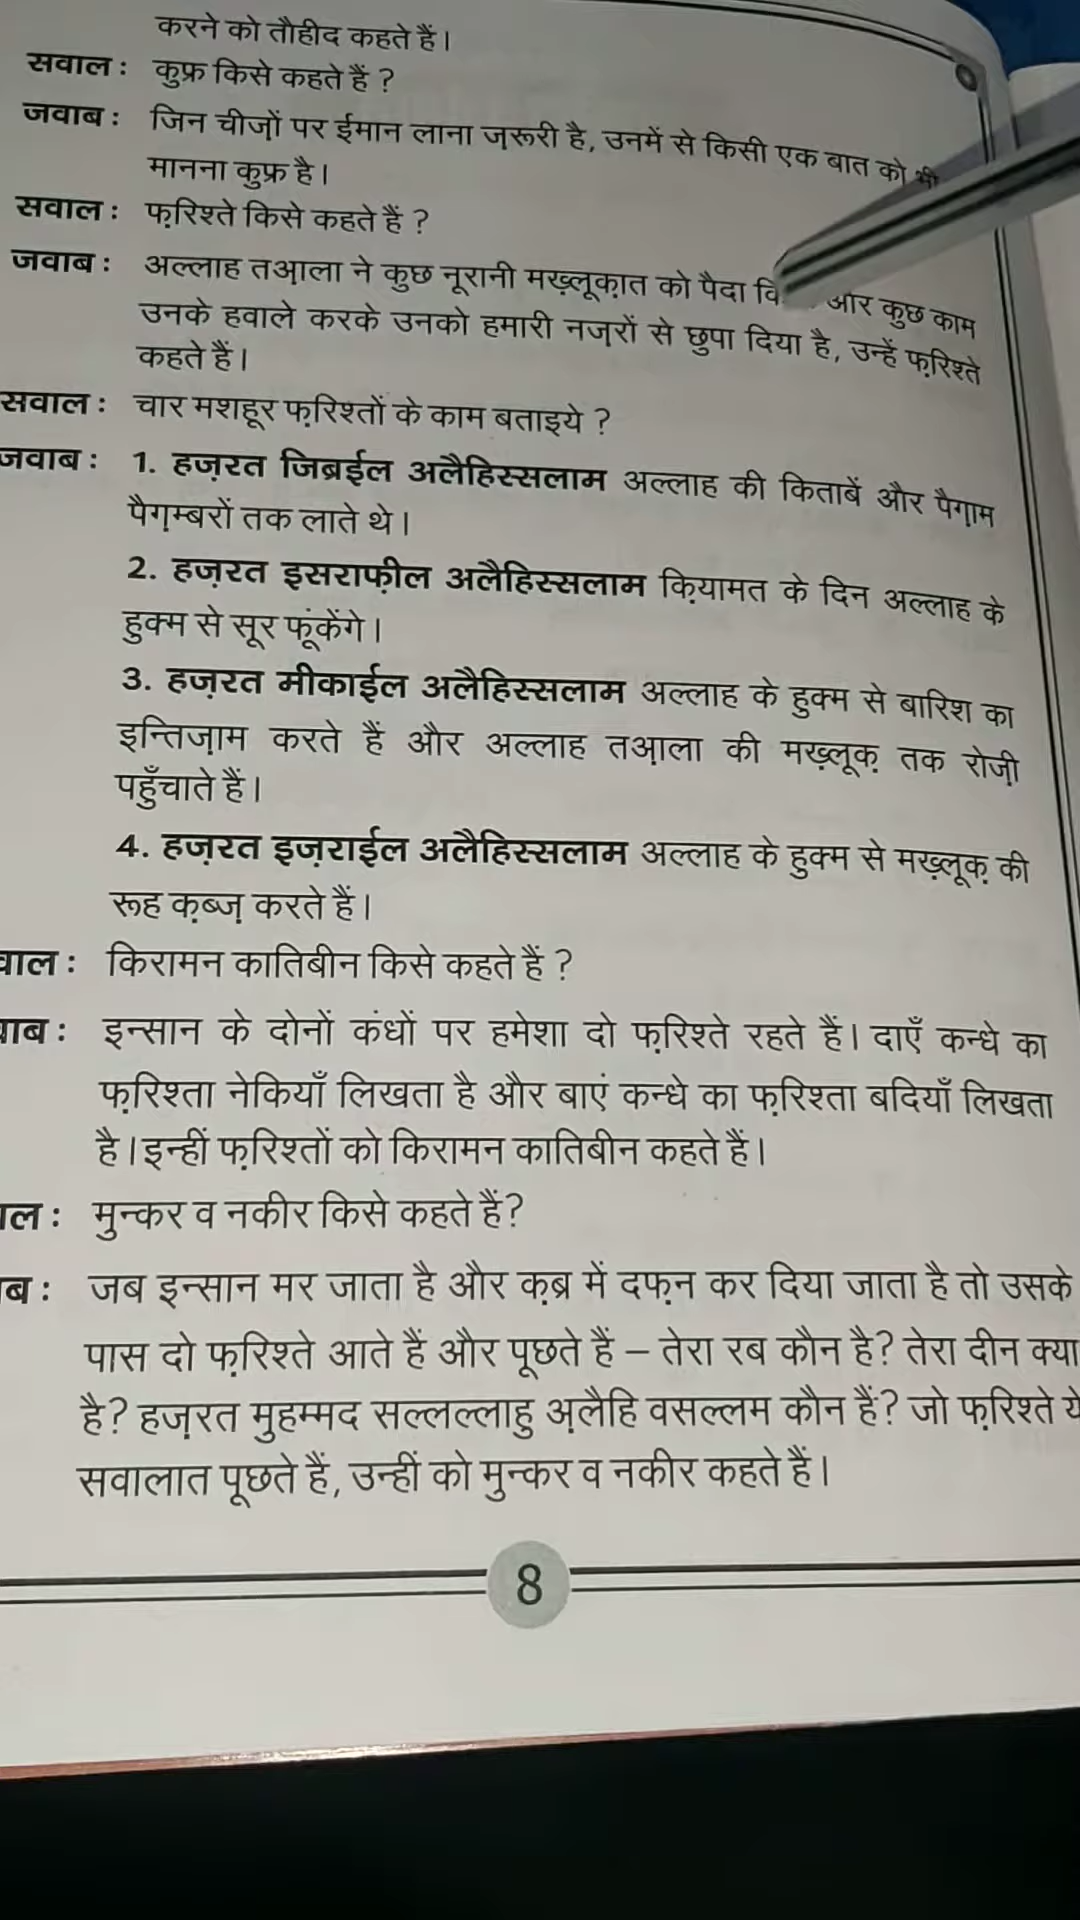 करने को तौहीद कहते हैं।
सवाल : कुफ़्र किसे कहते हैं ?
जवाब : जिन चीज़ों पर ईमान लाना ज़रूरी है, उनमें से किसी एक बात को भी
मानना कुफ़्र है।
सवाल : फ़रिश्ते किसे कहते हैं ?
जवाब : अल्लाह तआ़ला ने कुछ नूरानी मख़्लूक़ात को पैदा और कुछ काम
उनके हवाले करके उनको हमारी नज़रों से छुपा दिया है, उन्हें फ़रिश्ते
कहते हैं।
सवाल : चार मशहूर फ़रिश्तों के काम बताइये ?
जवाब : 1. हज़रत जिब्रईल अलैहिस्सलाम अल्लाह की किताबें और पैग़ाम
पैग़म्बरों तक लाते थे।
2. हज़रत इसराफ़ील अलैहिस्सलाम क़ियामत के दिन अल्लाह के
हुक्म से सूर फूंकेंगे।
3. हज़रत मीकाईल अलैहिस्सलाम अल्लाह के हुक्म से बारिश का
इन्तिज़ाम करते हैं और अल्लाह तआ़ला की मख़्लूक़ तक रोज़ी
पहुँचाते हैं।
4. हज़रत इज़राईल अलैहिस्सलाम अल्लाह के हुक्म से मख़्लूक़ की
रूह क़ब्ज़ करते हैं।
वाल : किरामन कातिबीन किसे कहते हैं ?
वाब : इन्सान के दोनों कंधों पर हमेशा दो फ़रिश्ते रहते हैं। दाएँ कन्धे का
फ़रिश्ता नेकियाँ लिखता है और बाएं कन्धे का फ़रिश्ता बदियाँ लिखता
है। इन्हीं फ़रिश्तों को किरामन कातिबीन कहते हैं।
ाल : मुन्कर व नकीर किसे कहते हैं?
ब : जब इन्सान मर जाता है और क़ब्र में दफ़न कर दिया जाता है तो उसके
पास दो फ़रिश्ते आते हैं और पूछते हैं – तेरा रब कौन है? तेरा दीन क्या
है? हज़रत मुहम्मद सल्लल्लाहु अ़लैहि वसल्लम कौन हैं? जो फ़रिश्ते ये
सवालात पूछते हैं, उन्हीं को मुन्कर व नकीर कहते हैं।
8